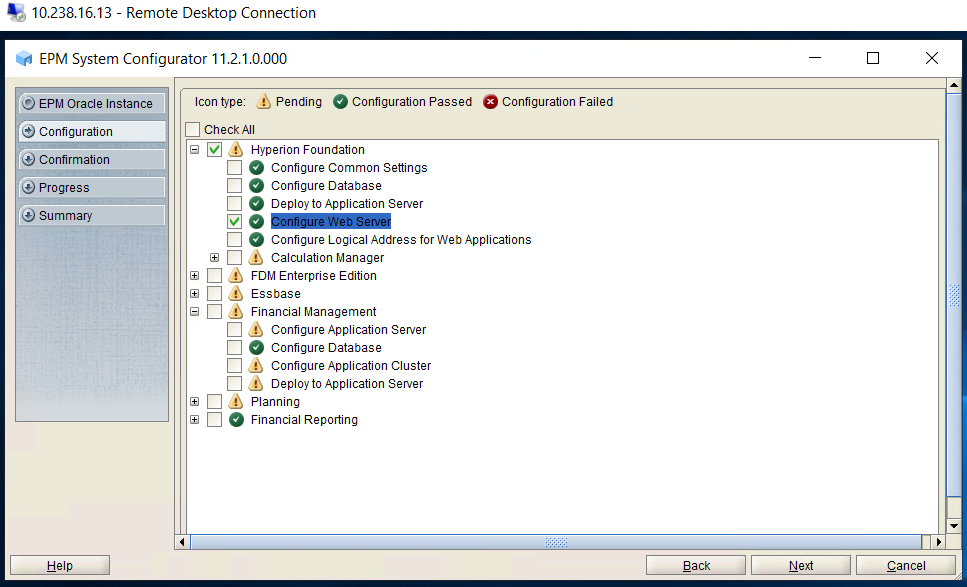 10.238.16.13 - Remote Desktop Connection
EPM System Configurator 11.2.1.0.000
EPM Oracle Instance
Configuration
Confirmation
Progress
Summary
Icon type: Pending Configuration Passed Configuration Failed
Check All
Hyperion Foundation
Configure Common Settings
Configure Database
Deploy to Application Server
Configure Web Server
Configure Logical Address for Web Applications
Calculation Manager
FDM Enterprise Edition
Essbase
Financial Management
Configure Application Server
Configure Database
Configure Application Cluster
Deploy to Application Server
Planning
Financial Reporting
Help Back Next Cancel